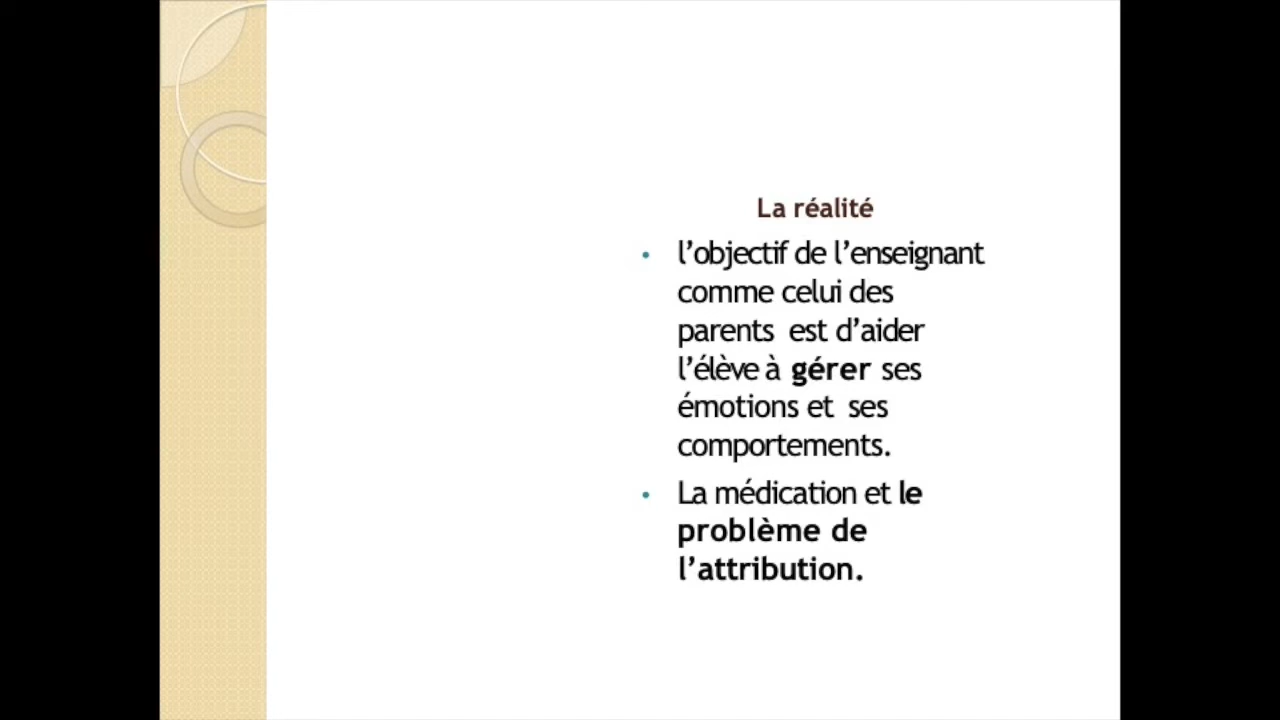 La réalité
• l’objectif de l’enseignant
comme celui des
parents est d’aider
l’élève à gérer ses
émotions et ses
comportements.
• La médication et le
problème de
l’attribution.